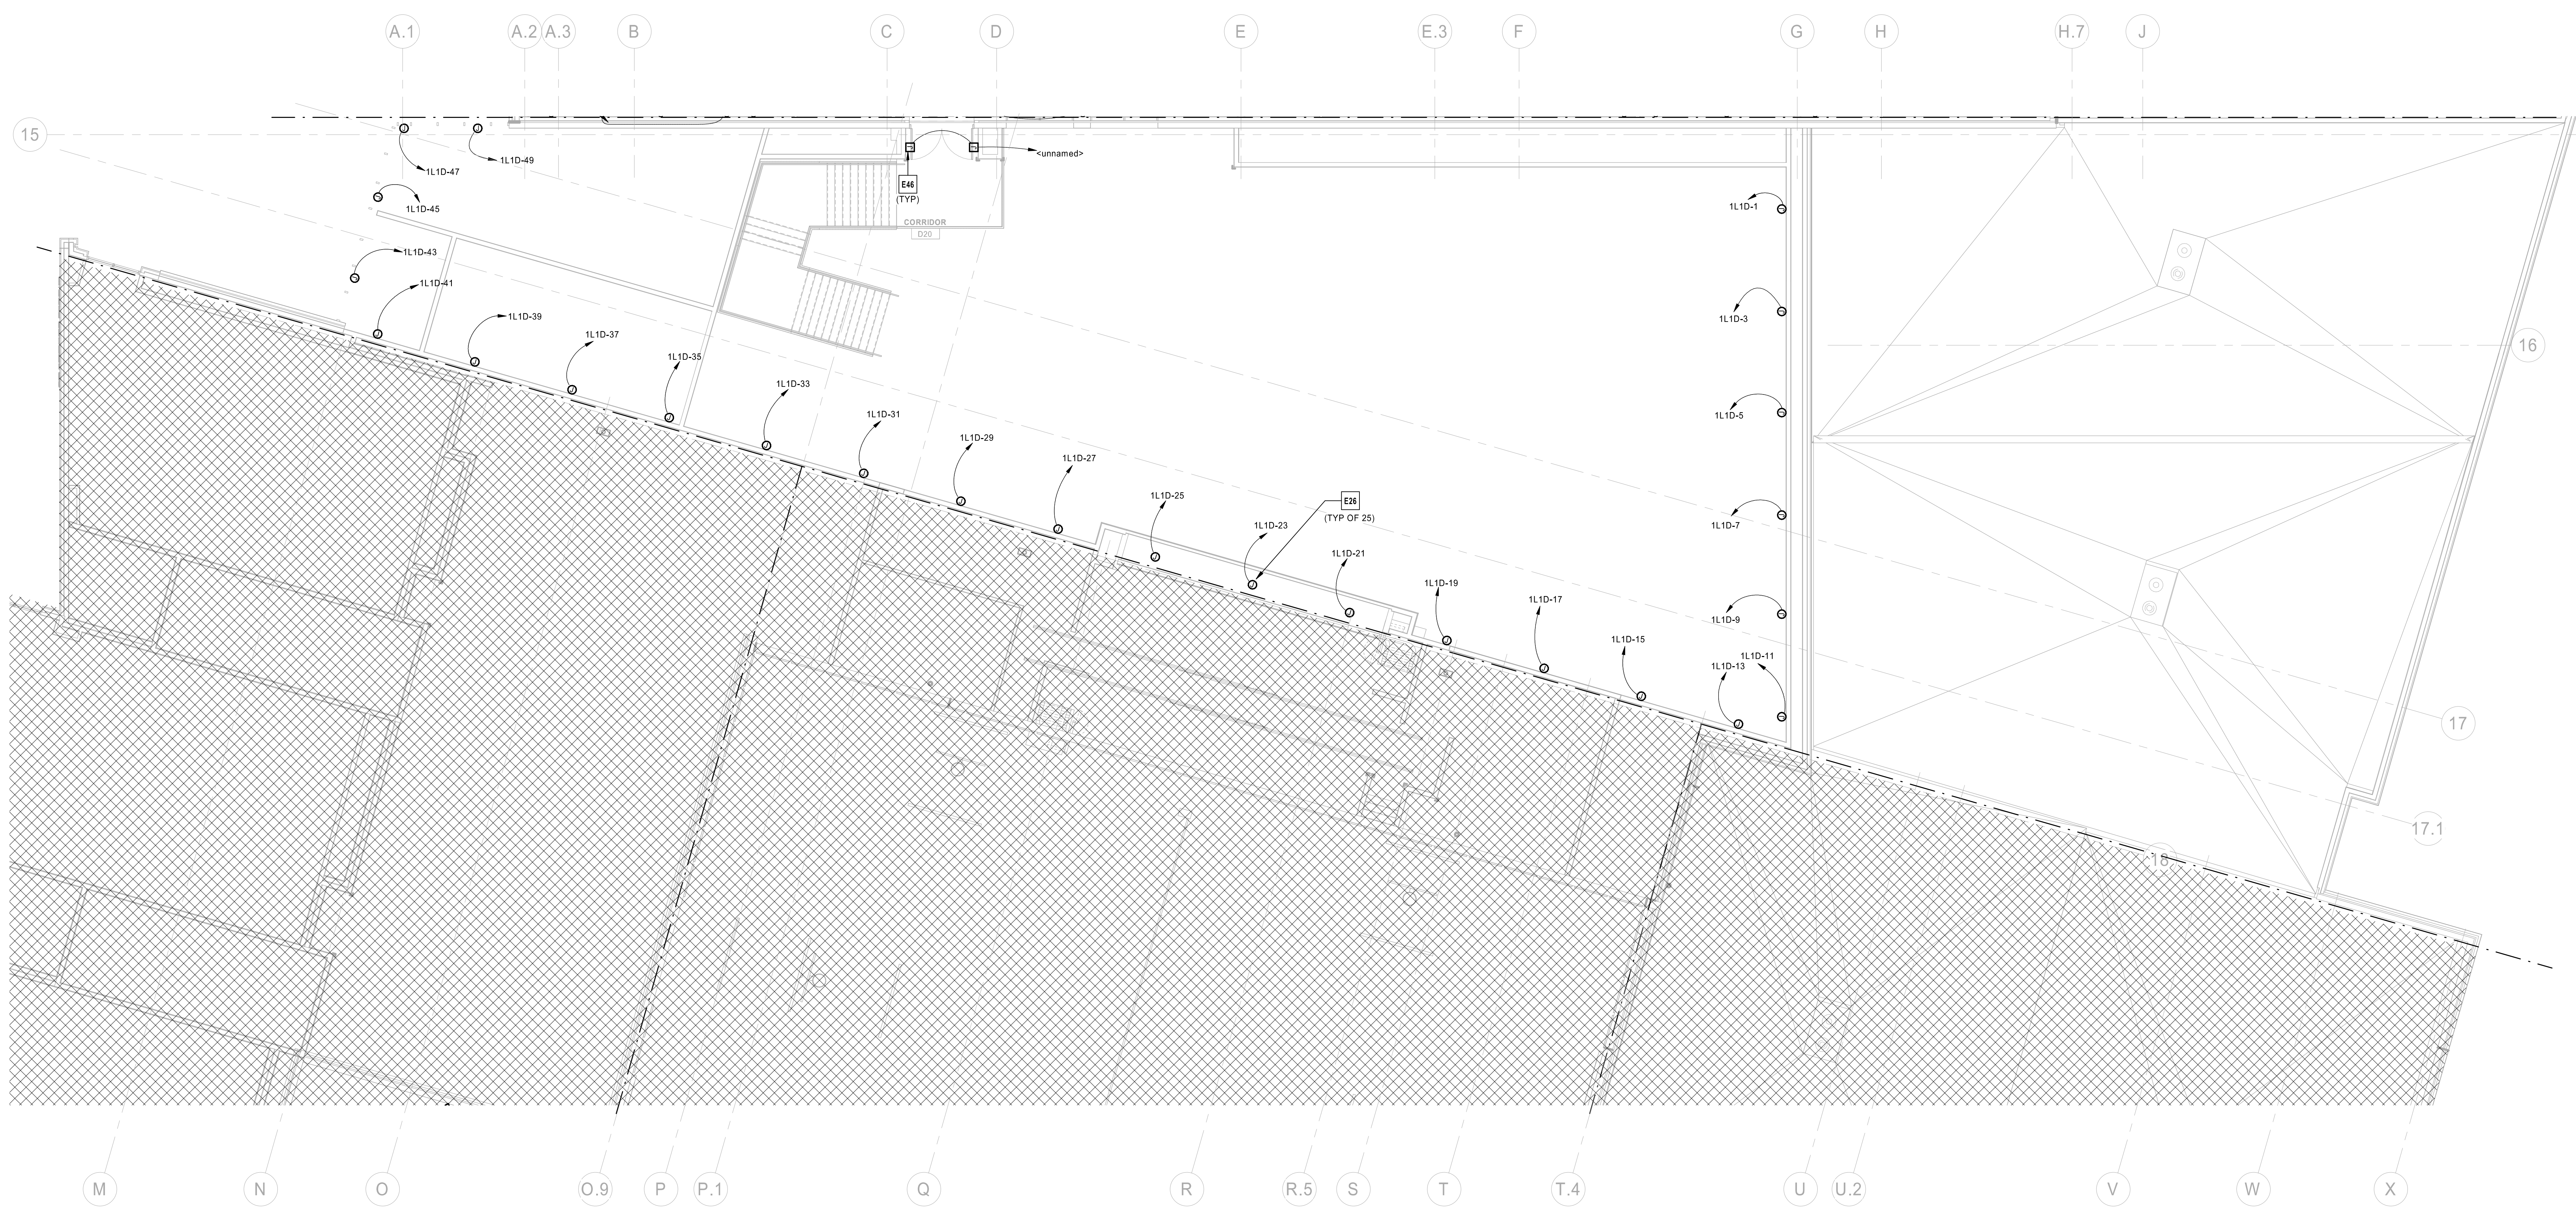 A.1
A.2
A.3
B
C
D
E
E.3
F
G
H
H.7
J
15
1L1D-49
1L1D-47
<unnamed>
E46
(TYP)
1L1D-45
1L1D-1
CORRIDOR
D20
1L1D-43
1L1D-41
1L1D-39
1L1D-3
1L1D-37
16
1L1D-35
1L1D-33
1L1D-31
1L1D-5
1L1D-29
1L1D-27
1L1D-25
E26
(TYP OF 25)
1L1D-23
1L1D-7
1L1D-21
1L1D-19
1L1D-17
1L1D-9
1L1D-15
1L1D-11
1L1D-13
17
17.1
18
M
N
O
O.9
P
P.1
Q
R
R.5
S
T
T.4
U
U.2
V
W
X